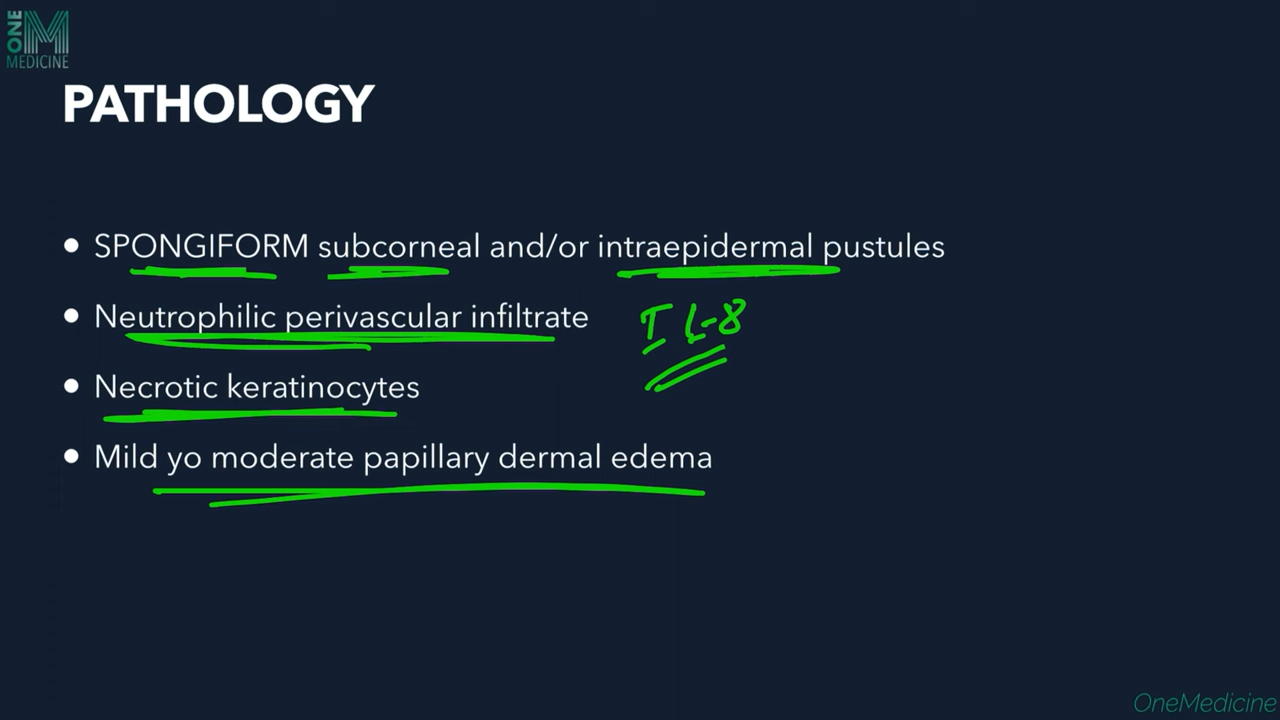 ONE
M
MEDICINE
PATHOLOGY
• SPONGIFORM subcorneal and/or intraepidermal pustules
• Neutrophilic perivascular infiltrate
IL-8
• Necrotic keratinocytes
• Mild yo moderate papillary dermal edema
OneMedicine